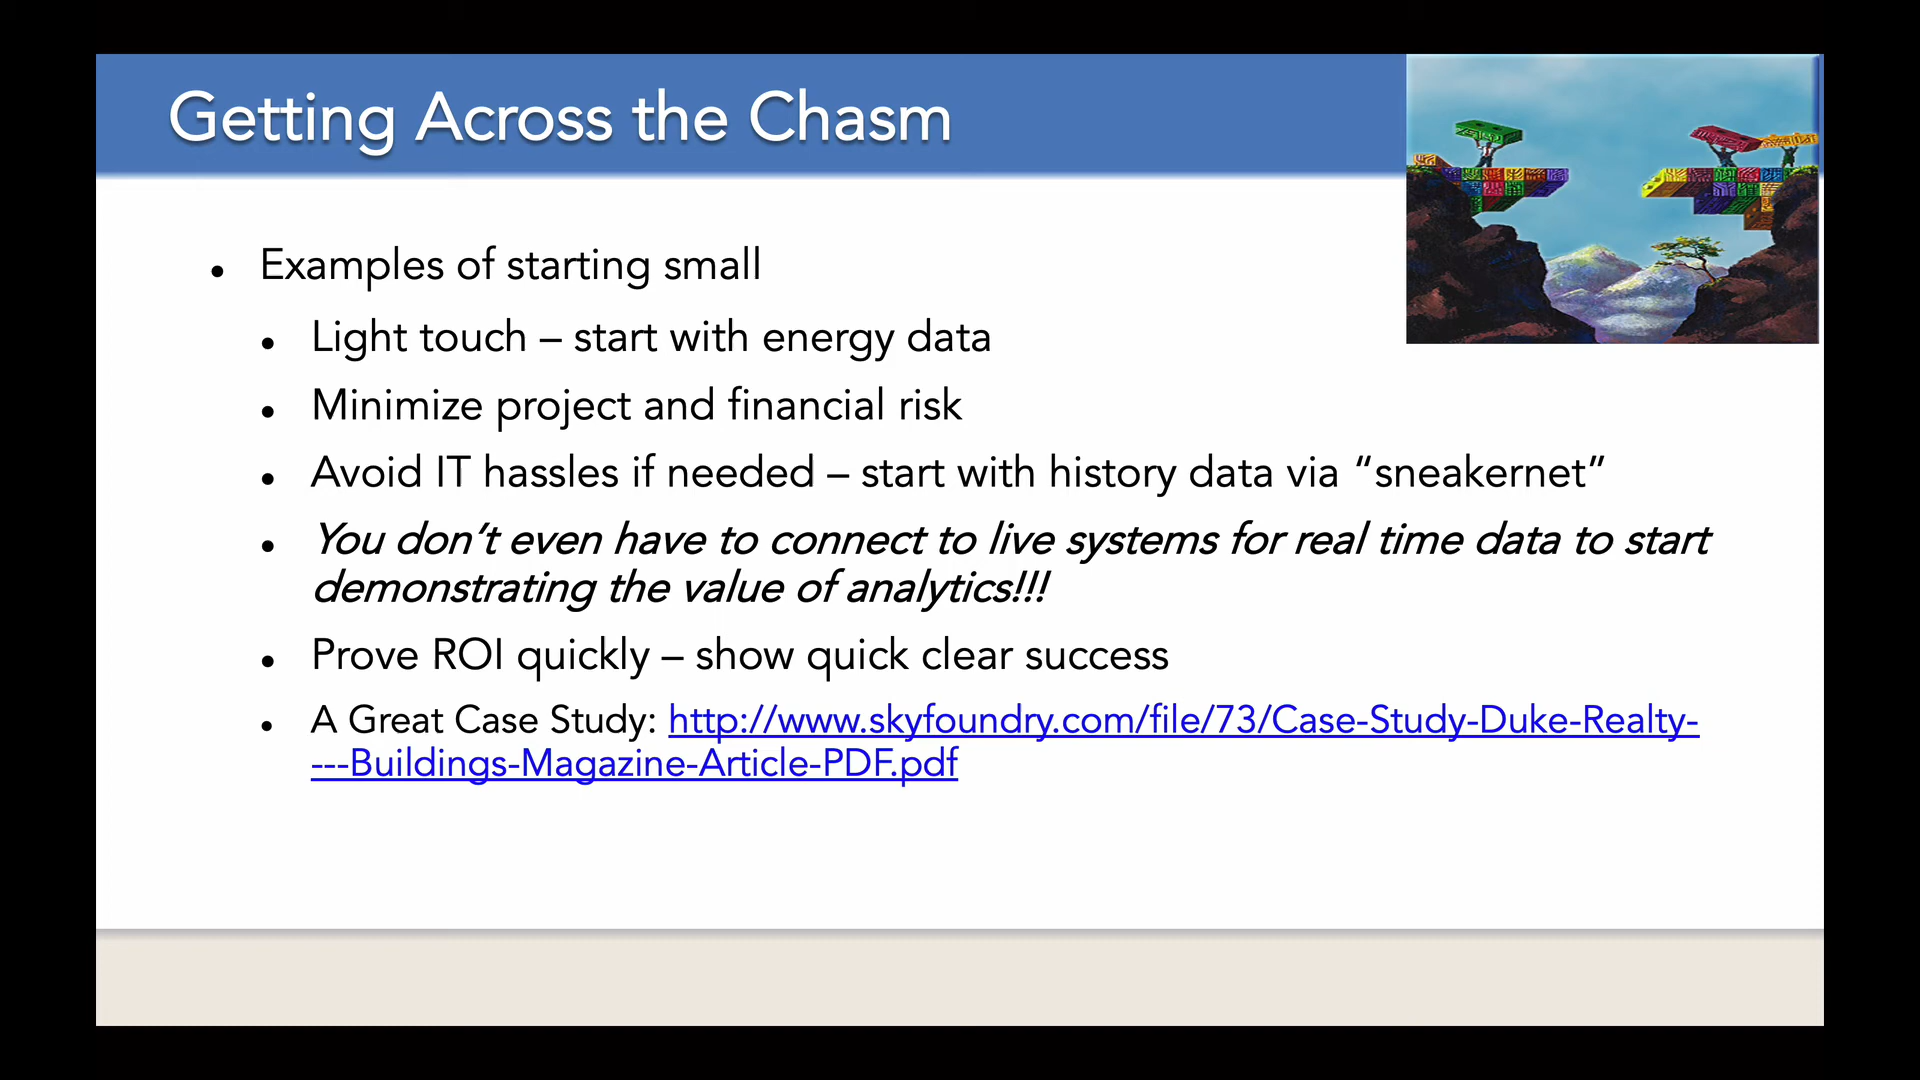 Getting Across the Chasm
• Examples of starting small
• Light touch – start with energy data
• Minimize project and financial risk
• Avoid IT hassles if needed – start with history data via “sneakernet”
• You don’t even have to connect to live systems for real time data to start
demonstrating the value of analytics!!!
• Prove ROI quickly – show quick clear success
• A Great Case Study: http://www.skyfoundry.com/file/73/Case-Study-Duke-Realty-
---Buildings-Magazine-Article-PDF.pdf